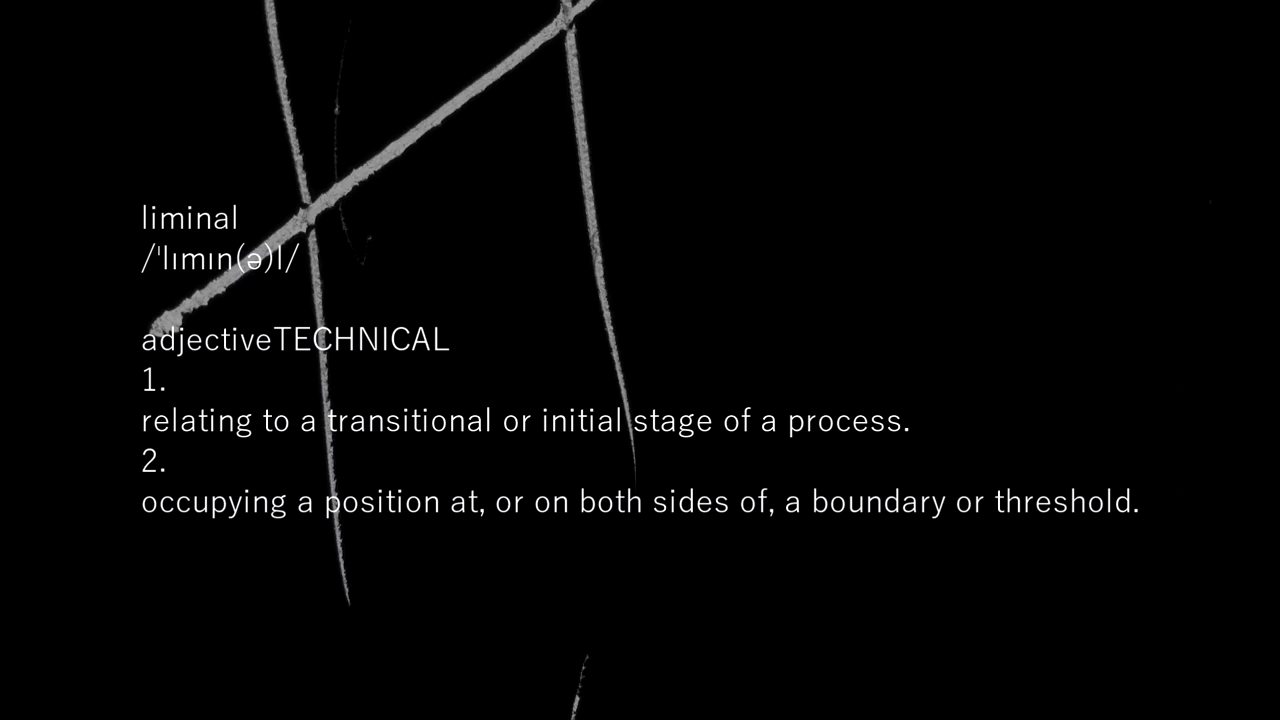 liminal
/ˈlɪmɪn(ə)l/
adjectiveTECHNICAL
1.
relating to a transitional or initial stage of a process.
2.
occupying a position at, or on both sides of, a boundary or threshold.